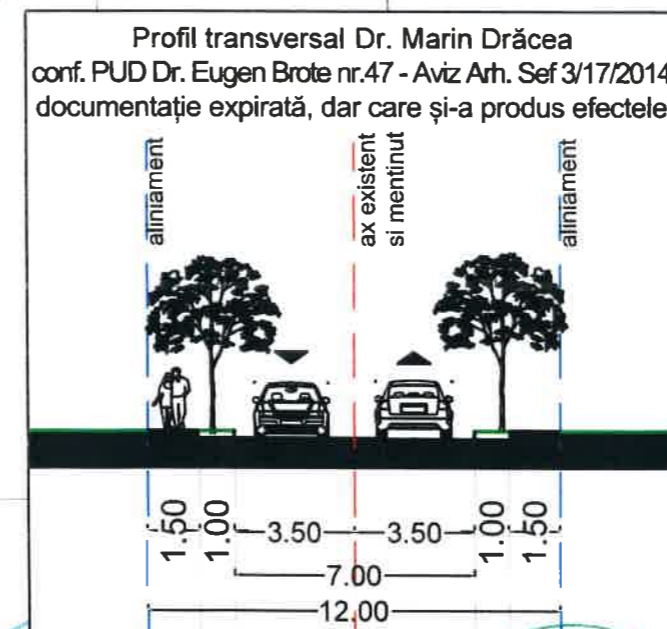 Profil transversal Dr. Marin Drăcea
conf. PUD Dr. Eugen Brote nr.47 - Aviz Arh. Sef 3/17/2014
documentație expirată, dar care și-a produs efectele
aliniament
ax existent
si mentinut
aliniament
1.50
1.00
3.50
3.50
1.00
1.50
7.00
12.00